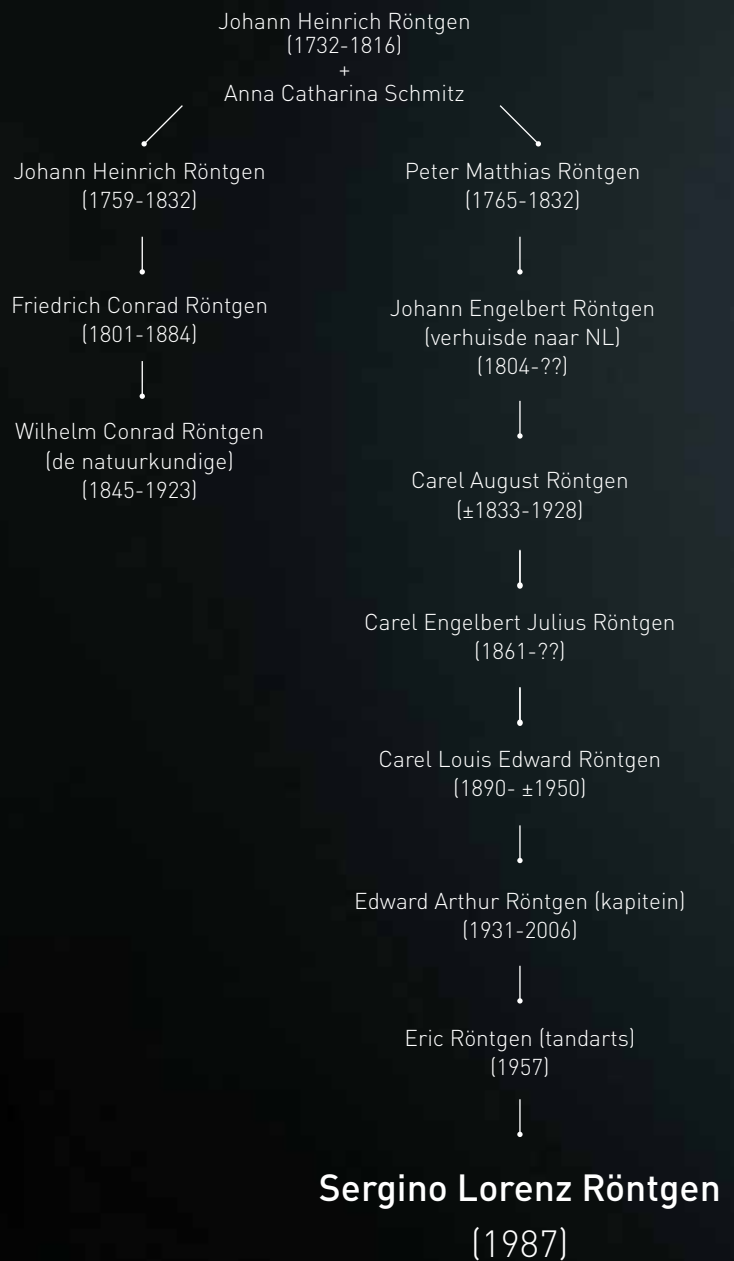 Johann Heinrich Röntgen
(1732-1816)
+
Anna Catharina Schmitz
Johann Heinrich Röntgen
(1759-1832)
Friedrich Conrad Röntgen
(1801-1884)
Wilhelm Conrad Röntgen
(de natuurkundige)
(1845-1923)
Peter Matthias Röntgen
(1765-1832)
Johann Engelbert Röntgen
(verhuisde naar NL)
(1804-??)
Carel August Röntgen
(±1833-1928)
Carel Engelbert Julius Röntgen
(1861-??)
Carel Louis Edward Röntgen
(1890- ±1950)
Edward Arthur Röntgen (kapitein)
(1931-2006)
Eric Röntgen (tandarts)
(1957)
Sergino Lorenz Röntgen
(1987)